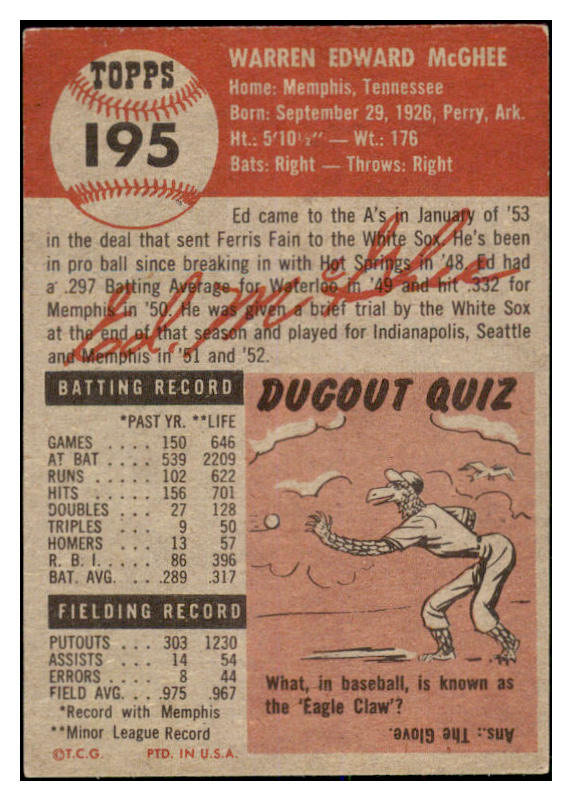 TOPPS
195
WARREN EDWARD McGHEE
Home: Memphis, Tennessee
Born: September 29, 1926, Perry, Ark.
Ht.: 5'10½" — Wt.: 176
Bats: Right — Throws: Right
Ed came to the A's in January of '53
in the deal that sent Ferris Fain to the White Sox. He's been
in pro ball since breaking in with Hot Springs in '48. Ed had
a .297 Batting Average for Waterloo in '49 and hit .332 for
Memphis in '50. He was given a brief trial by the White Sox
at the end of that season and played for Indianapolis, Seattle
and Memphis in '51 and '52.
Ed. McGhee
BATTING RECORD
*PAST YR. **LIFE
GAMES .... 150 646
AT BAT .... 539 2209
RUNS .... 102 622
HITS .... 156 701
DOUBLES .. 27 128
TRIPLES ... 9 50
HOMERS ... 13 57
R. B. I. .... 86 396
BAT. AVG. ... .289 .317
FIELDING RECORD
PUTOUTS ... 303 1230
ASSISTS .... 14 54
ERRORS .... 8 44
FIELD AVG. .. .975 .967
*Record with Memphis
**Minor League Record
©T.C.G. PTD. IN U.S.A.
DUGOUT QUIZ
What, in baseball, is known as
the 'Eagle Claw'?
Ans.: The Glove.